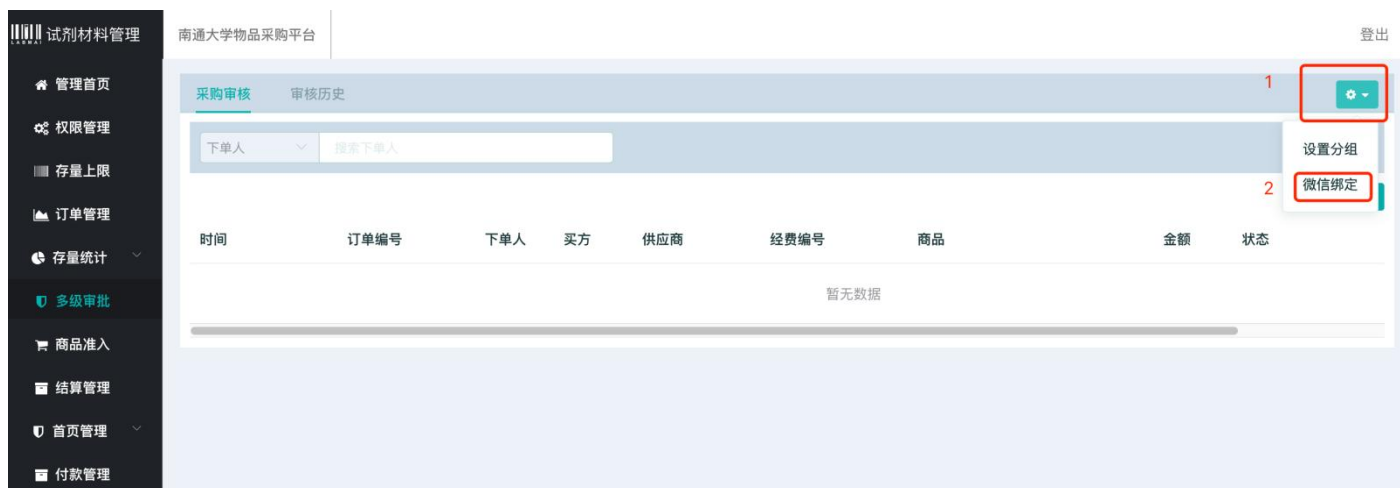 LABMAI 试剂材料管理
南通大学物品采购平台
登出
管理首页
权限管理
存量上限
订单管理
存量统计
多级审批
商品准入
结算管理
首页管理
付款管理
采购审核 审核历史
1
下单人 搜索下单人
设置分组
2 微信绑定
时间 订单编号 下单人 买方 供应商 经费编号 商品 金额 状态
暂无数据